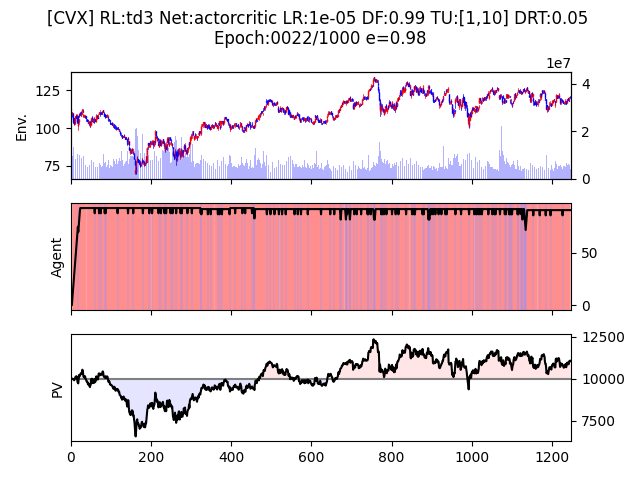 [CVX] RL:td3 Net:actorcritic LR:1e-05 DF:0.99 TU:[1,10] DRT:0.05
Epoch:0022/1000 e=0.98
1e7
Env.
125
100
75
4
2
0
Agent
50
0
PV
12500
10000
7500
0 200 400 600 800 1000 1200